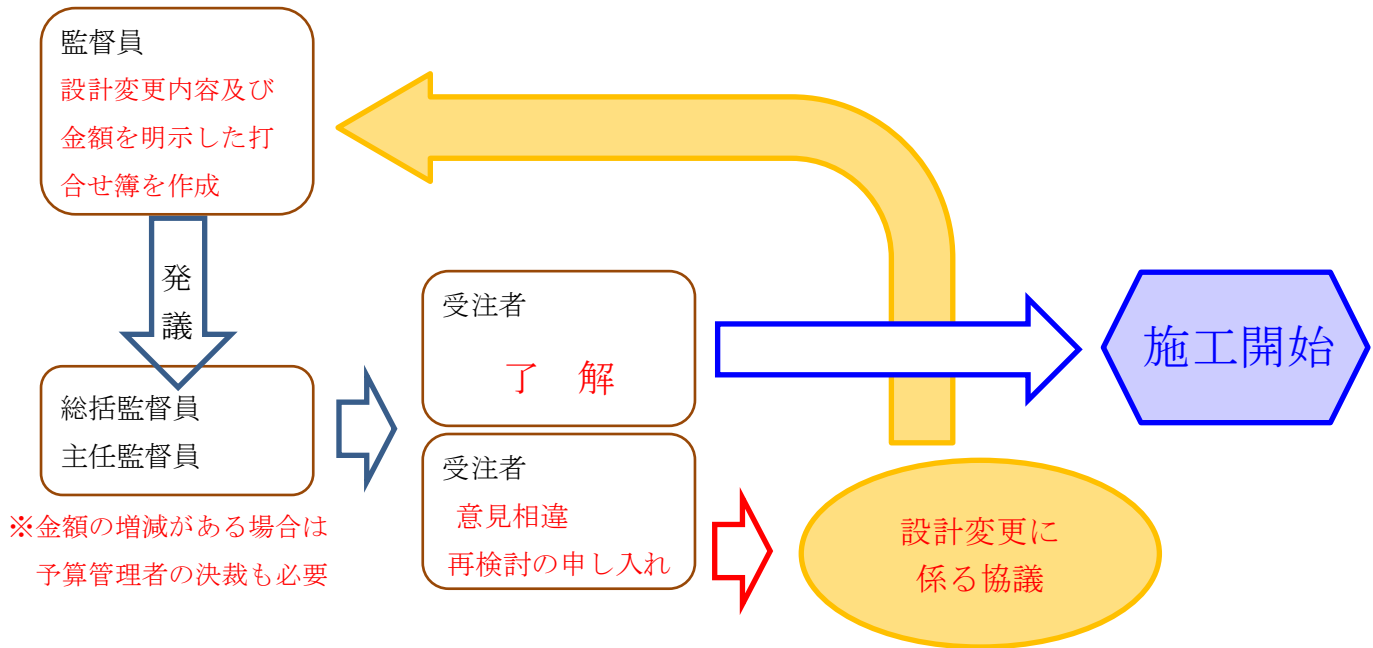 監督員
設計変更内容及び
金額を明示した打
合せ簿を作成
発
議
総括監督員
主任監督員
※金額の増減がある場合は
予算管理者の決裁も必要
受注者
了　解
受注者
意見相違
再検討の申し入れ
設計変更に
係る協議
施工開始